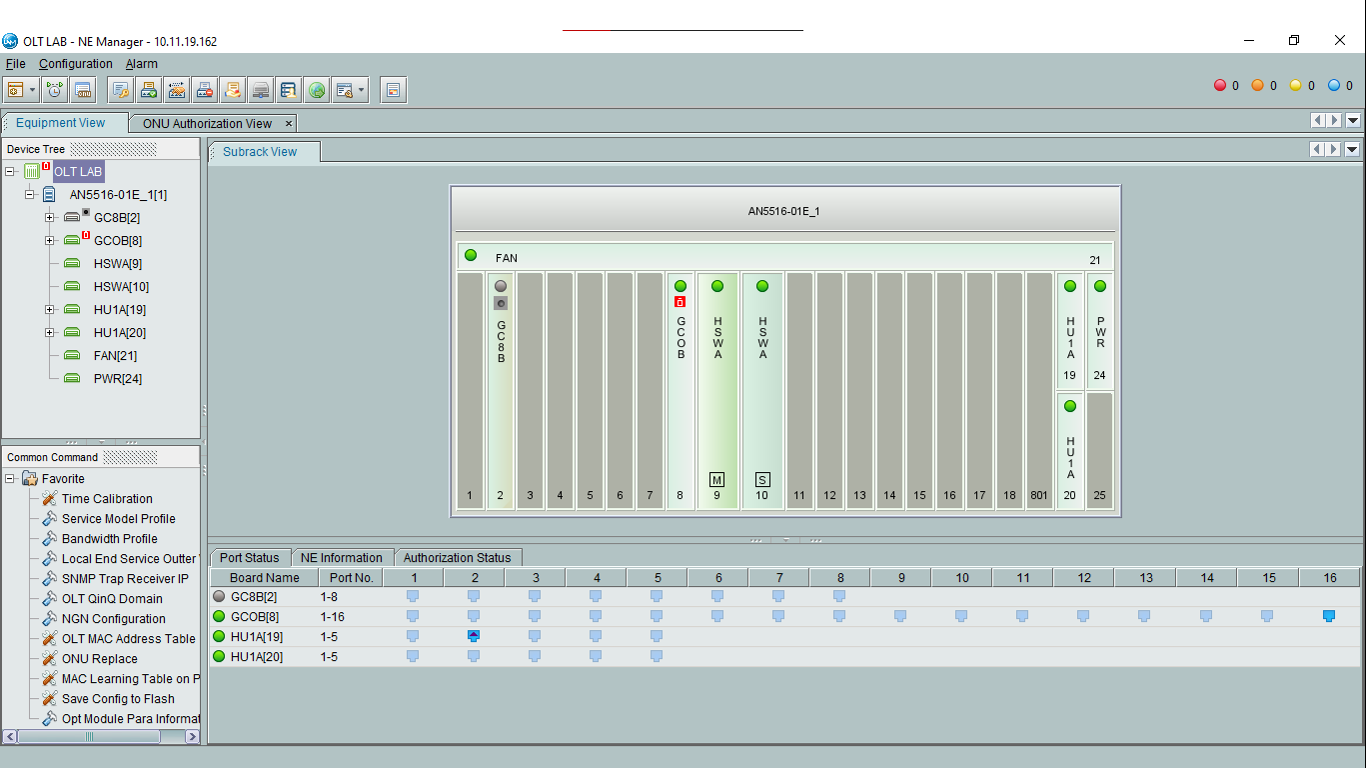 OLT LAB - NE Manager - 10.11.19.162
File Configuration Alarm
0 0 0 0
Equipment View ONU Authorization View
Device Tree
OLT LAB
AN5516-01E_1[1]
GC8B[2]
GCOB[8]
HSWA[9]
HSWA[10]
HU1A[19]
HU1A[20]
FAN[21]
PWR[24]
Common Command
Favorite
Time Calibration
Service Model Profile
Bandwidth Profile
Local End Service Outter
SNMP Trap Receiver IP
OLT QinQ Domain
NGN Configuration
OLT MAC Address Table
ONU Replace
MAC Learning Table on P
Save Config to Flash
Opt Module Para Informat
Subrack View
AN5516-01E_1
FAN 21
GC8B
GCOB
HSWA
HSWA
HU1A
19
PWR
24
HU1A
M S
1 2 3 4 5 6 7 8 9 10 11 12 13 14 15 16 17 18 801 20 25
Port Status NE Information Authorization Status
Board Name Port No. 1 2 3 4 5 6 7 8 9 10 11 12 13 14 15 16
GC8B[2] 1-8
GCOB[8] 1-16
HU1A[19] 1-5
HU1A[20] 1-5